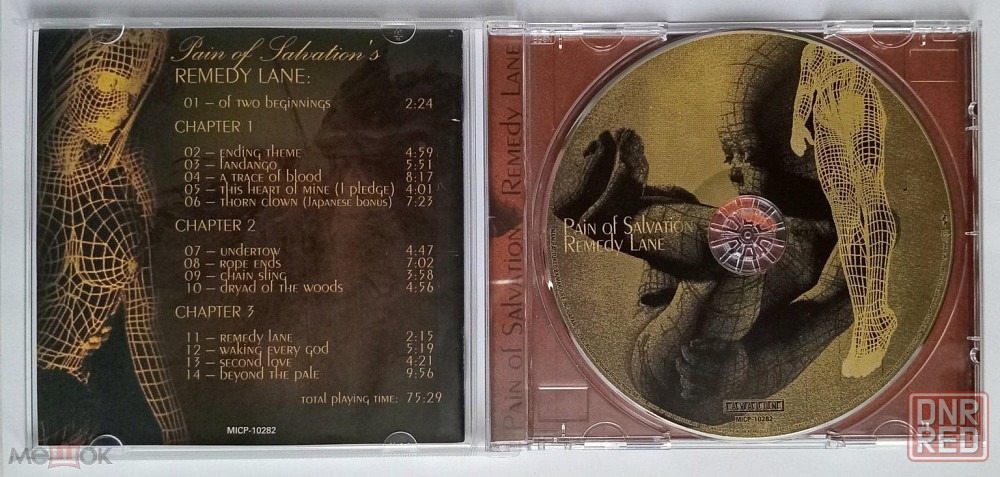 Pain of Salvation's
REMEDY LANE:
01 – of two beginnings 2:24
CHAPTER 1
02 – ending theme 4:59
03 – fandango 5:51
04 – a trace of blood 8:17
05 – this heart of mine (I pledge) 4:01
06 – thorn clown (Japanese bonus) 7:23
CHAPTER 2
07 – undertow 4:47
08 – rope ends 7:02
09 – chain sling 3:58
10 – dryad of the woods 4:56
CHAPTER 3
11 – remedy lane 2:15
12 – waking every god 5:19
13 – second love 4:21
14 – beyond the pale 9:56
total playing time: 75:29
MICP-10282
Pain of Salvation Remedy Lane
Pain of Salvation
Remedy Lane
MICP-10282
мешок
DNR
RED